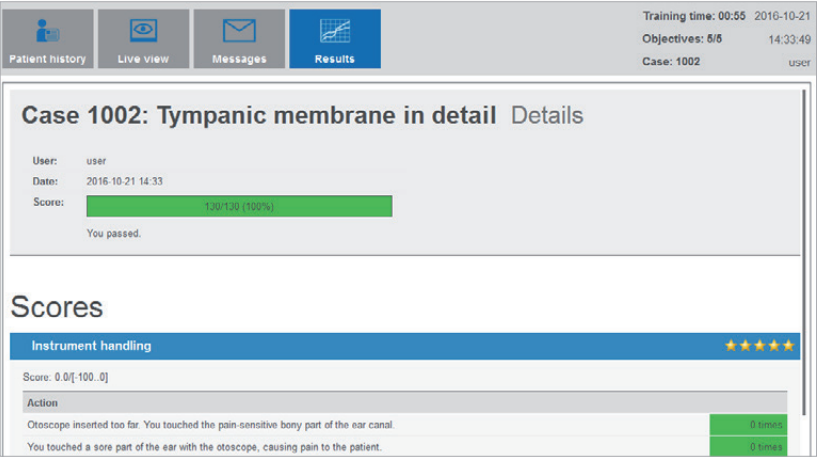 Training time: 00:55 2016-10-21
Objectives: 5/5 14:33:49
Patient history Live view Messages Results Case: 1002 user
Case 1002: Tympanic membrane in detail Details
User: user
Date: 2016-10-21 14:33
Score: 130/130 (100%)
You passed.
Scores
Instrument handling
Score: 0.0/[-100..0]
Action
Otoscope inserted too far. You touched the pain-sensitive bony part of the ear canal. 0 times
You touched a sore part of the ear with the otoscope, causing pain to the patient. 0 times